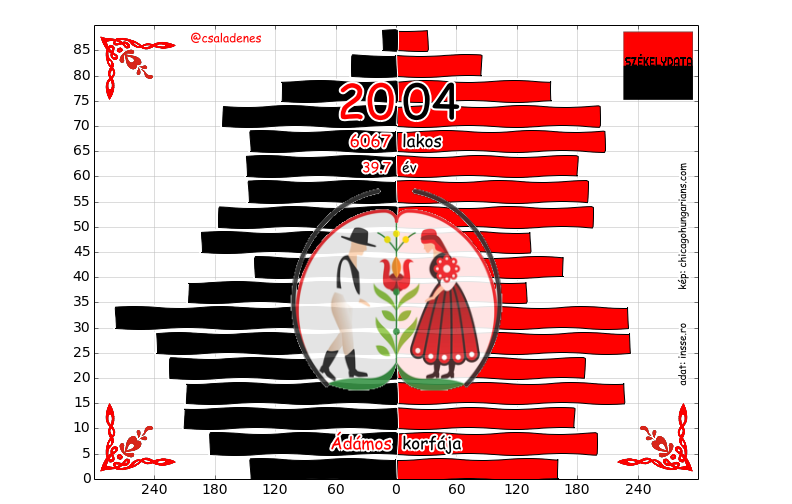 @csaladenes
SZÉKELYDATA
2004
6067 lakos
39.7 év
kép: chicagohungarians.com
adat: insse.ro
Ádámos korfája
85
80
75
70
65
60
55
50
45
40
35
30
25
20
15
10
5
0
240 180 120 60 0 60 120 180 240